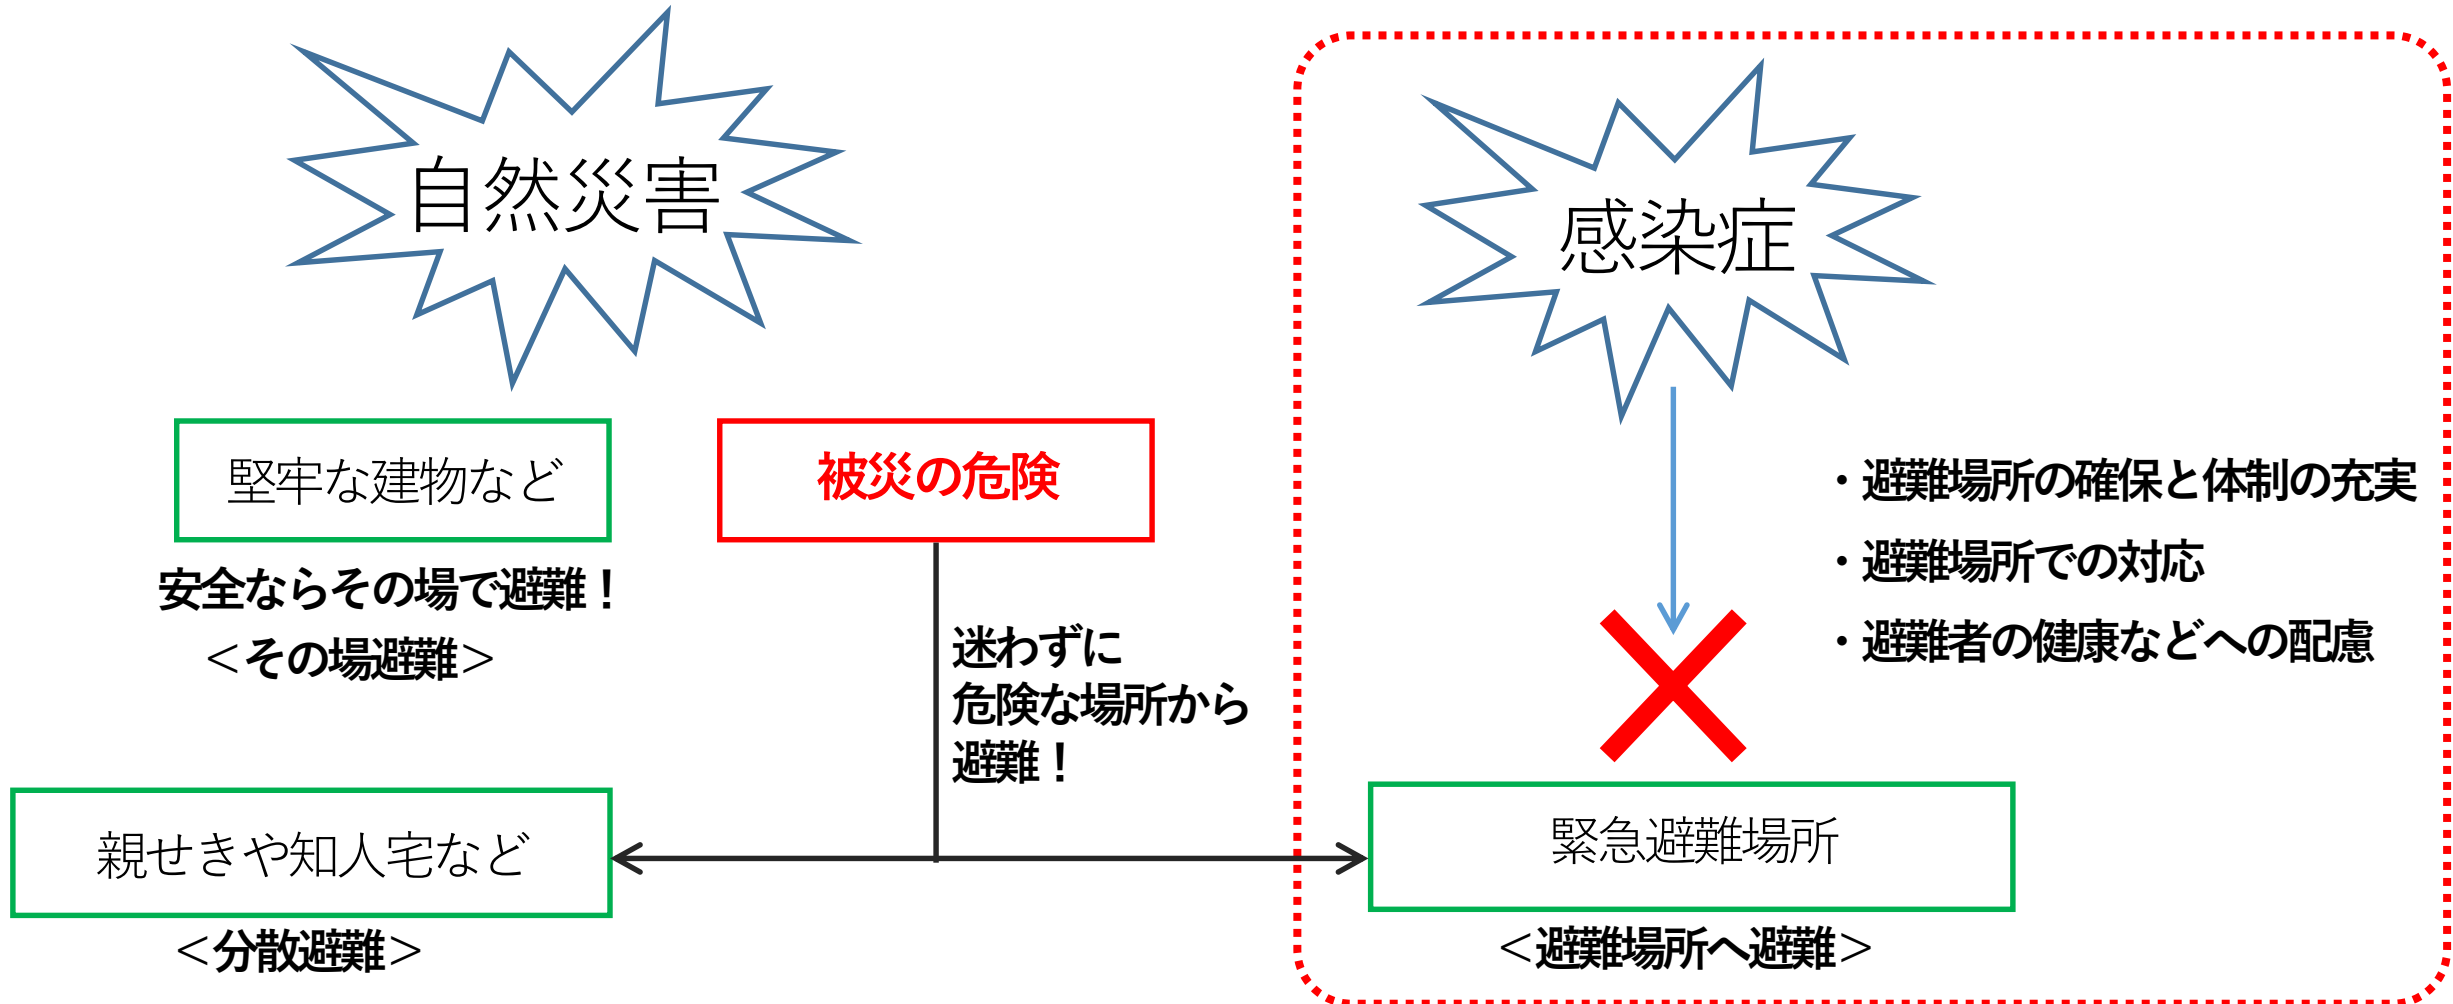 自然災害
堅牢な建物など
安全ならその場で避難！
＜その場避難＞
被災の危険
迷わずに
危険な場所から
避難！
親せきや知人宅など
＜分散避難＞
感染症
・避難場所の確保と体制の充実
・避難場所での対応
・避難者の健康などへの配慮
緊急避難場所
＜避難場所へ避難＞